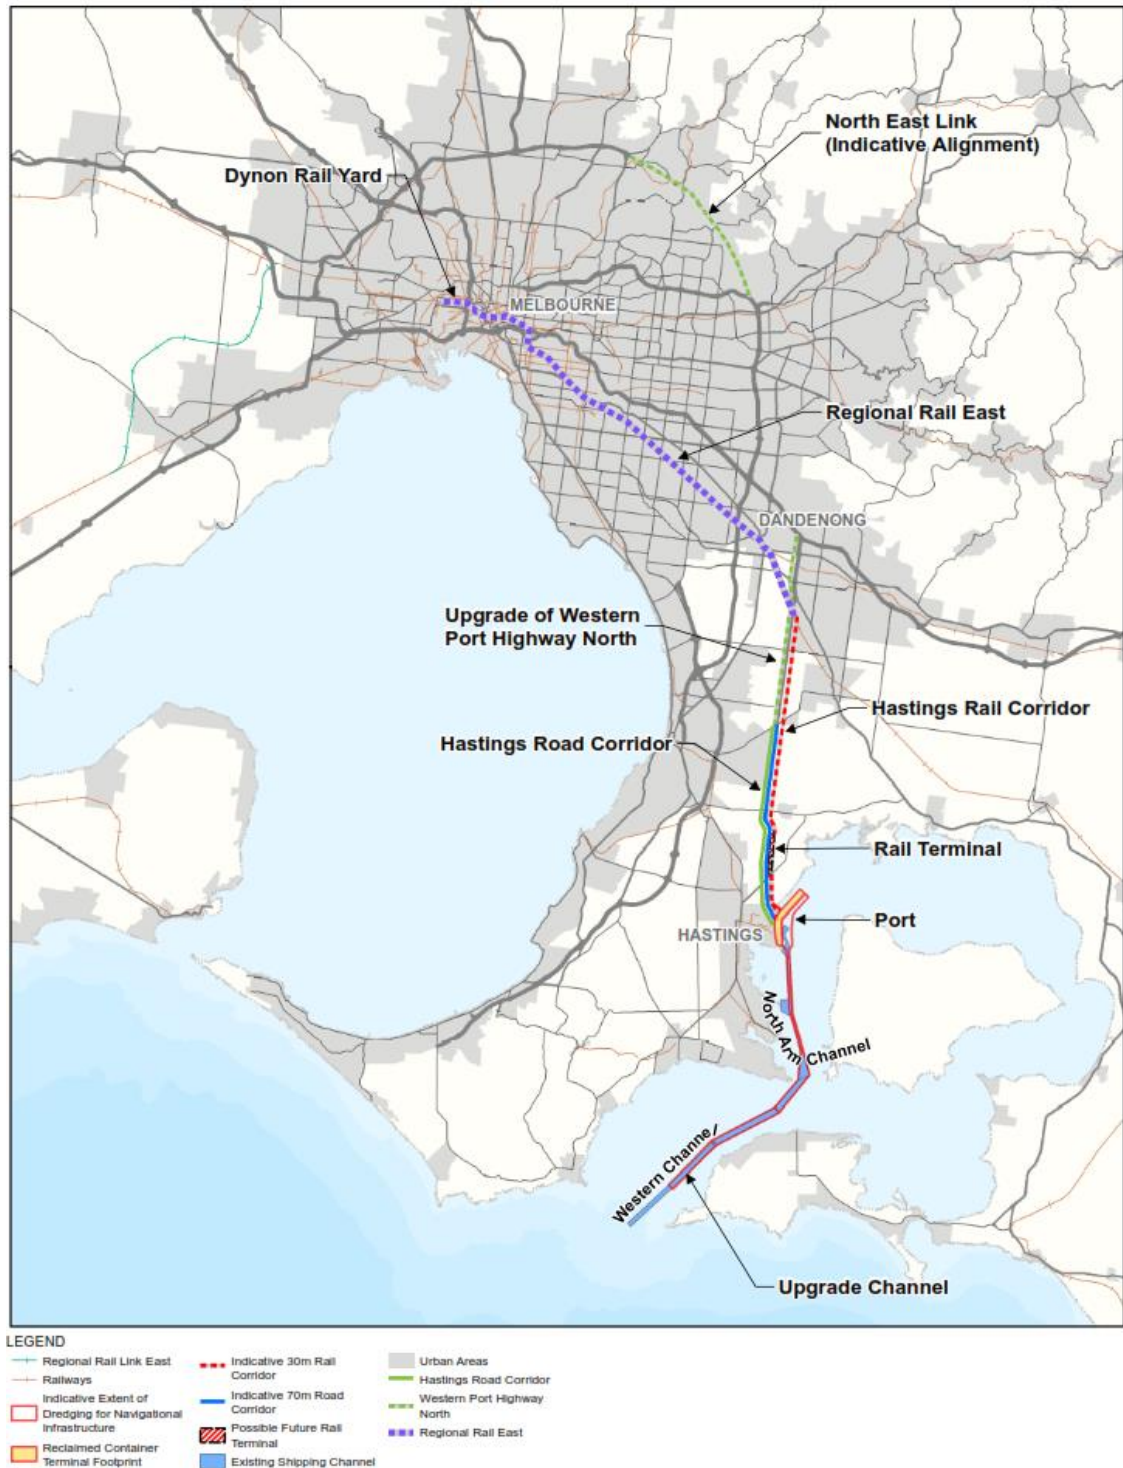 North East Link
(Indicative Alignment)
Dynon Rail Yard
MELBOURNE
Regional Rail East
DANDENONG
Upgrade of Western
Port Highway North
Hastings Rail Corridor
Hastings Road Corridor
Rail Terminal
Port
HASTINGS
North Arm Channel
Western Channel
Upgrade Channel
LEGEND
Regional Rail Link East
Railways
Indicative Extent of
Dredging for Navigational
Infrastructure
Reclaimed Container
Terminal Footprint
Indicative 30m Rail
Corridor
Indicative 70m Road
Corridor
Possible Future Rail
Terminal
Existing Shipping Channel
Urban Areas
Hastings Road Corridor
Western Port Highway
North
Regional Rail East